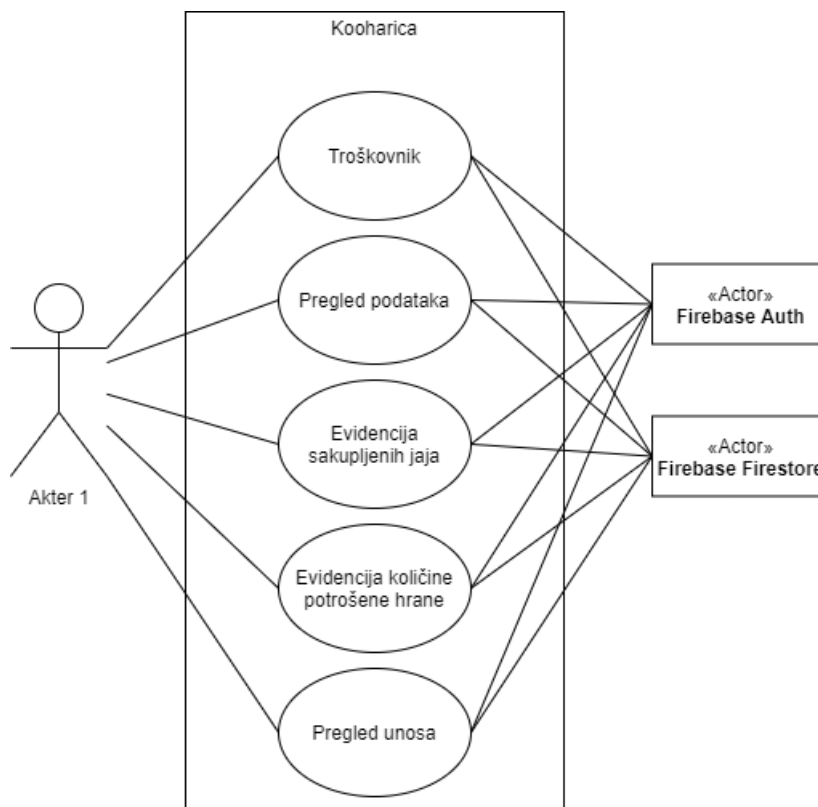 Kooharica
Troškovnik
Pregled podataka
«Actor»
Firebase Auth
Evidencija
sakupljenih jaja
«Actor»
Firebase Firestore
Akter 1
Evidencija količine
potrošene hrane
Pregled unosa